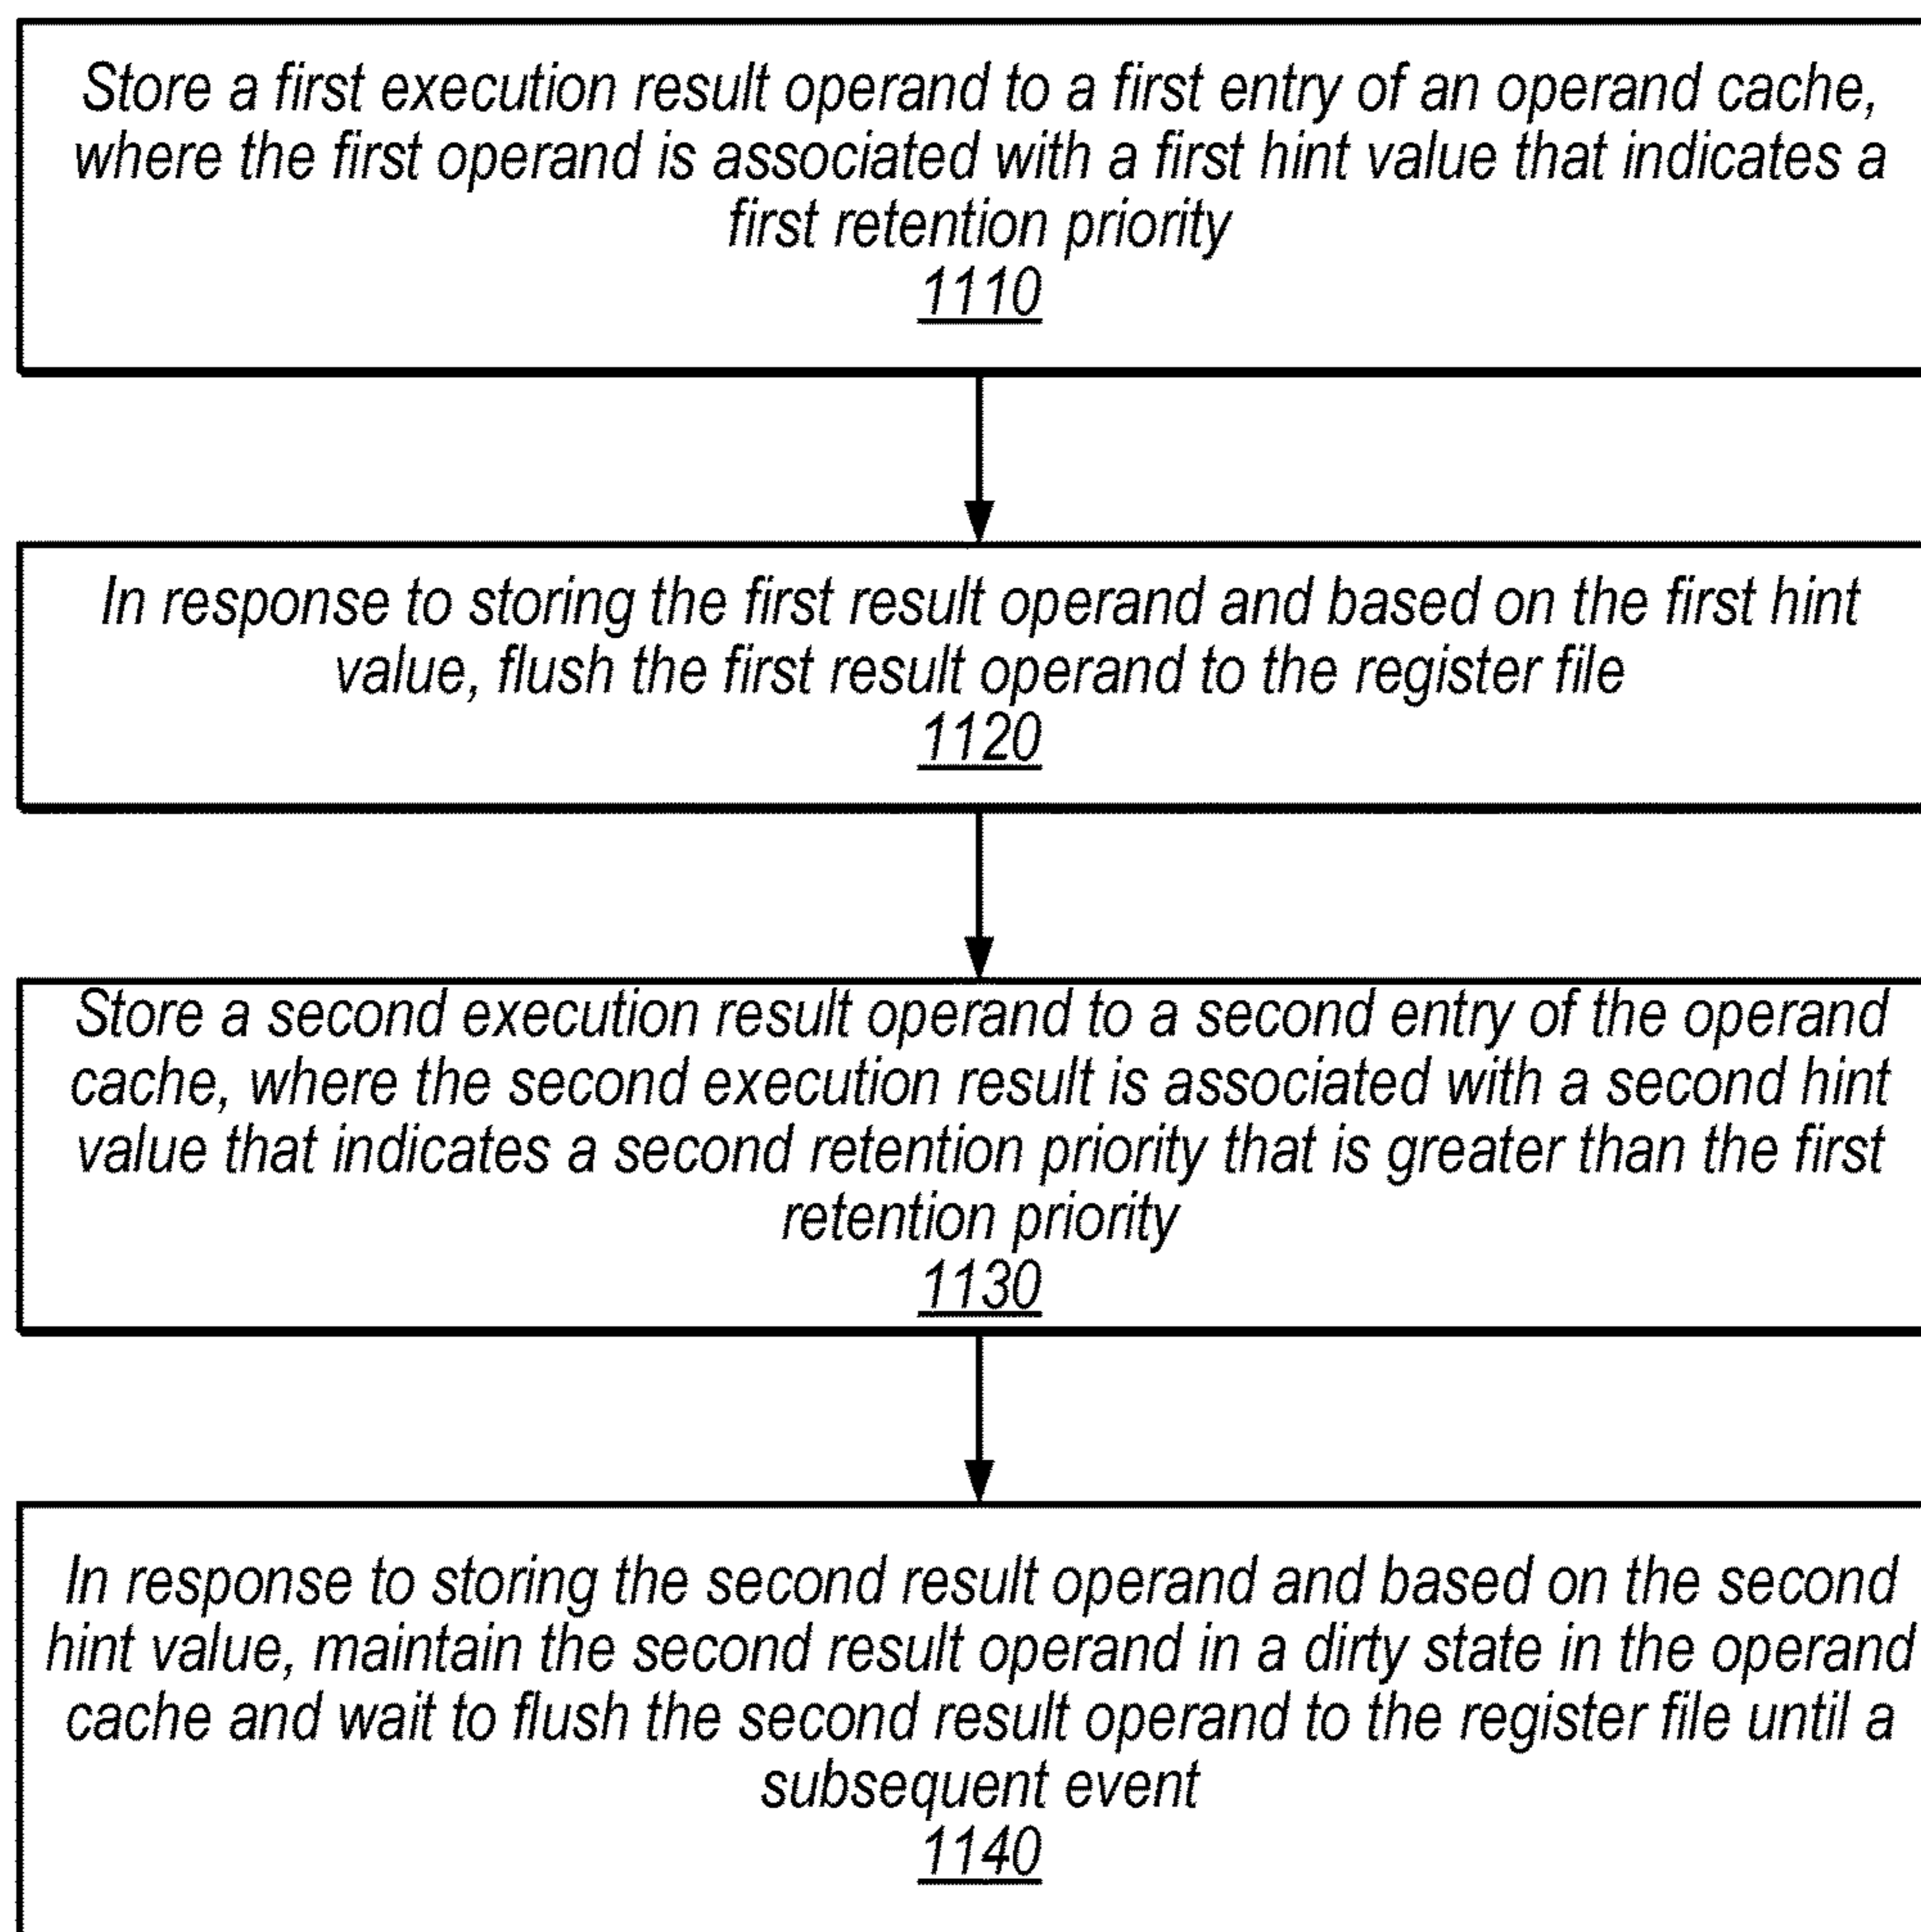 Store a first execution result operand to a first entry of an operand cache,
where the first operand is associated with a first hint value that indicates a
first retention priority
1110
In response to storing the first result operand and based on the first hint
value, flush the first result operand to the register file
1120
Store a second execution result operand to a second entry of the operand
cache, where the second execution result is associated with a second hint
value that indicates a second retention priority that is greater than the first
retention priority
1130
In response to storing the second result operand and based on the second
hint value, maintain the second result operand in a dirty state in the operand
cache and wait to flush the second result operand to the register file until a
subsequent event
1140